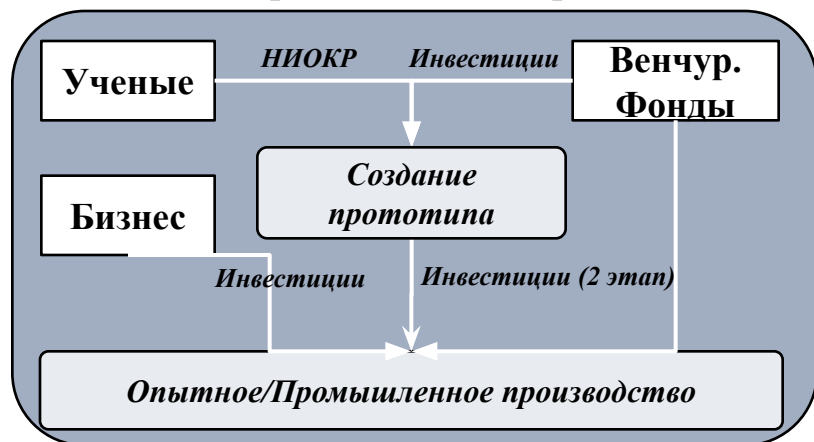 Ученые
НИОКР
Инвестиции
Венчур.
Фонды
Создание
прототипа
Бизнес
Инвестиции
Инвестиции (2 этап)
Опытное/Промышленное производство